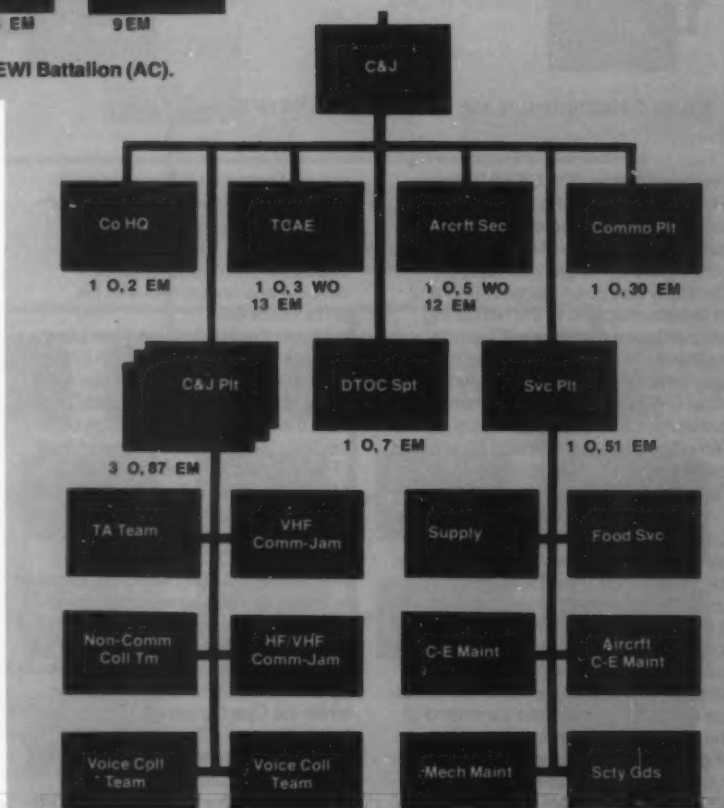 EM
9 EM
EWI Battalion (AC).
C&J
Co HQ
TCAE
Arcrft Sec
Commo Plt
1 O, 2 EM
1 O, 3 WO
13 EM
1 O, 5 WO
12 EM
1 O, 30 EM
C&J Plt
DTOC Spt
Svc Plt
3 O, 87 EM
1 O, 7 EM
1 O, 51 EM
TA Team
VHF
Comm-Jam
Supply
Food Svc
Non-Comm
Coll Tm
HF/VHF
Comm-Jam
C-E Maint
Aircrft
C-E Maint
Voice Coll
Team
Voice Coll
Team
Mech Maint
Scty Gds